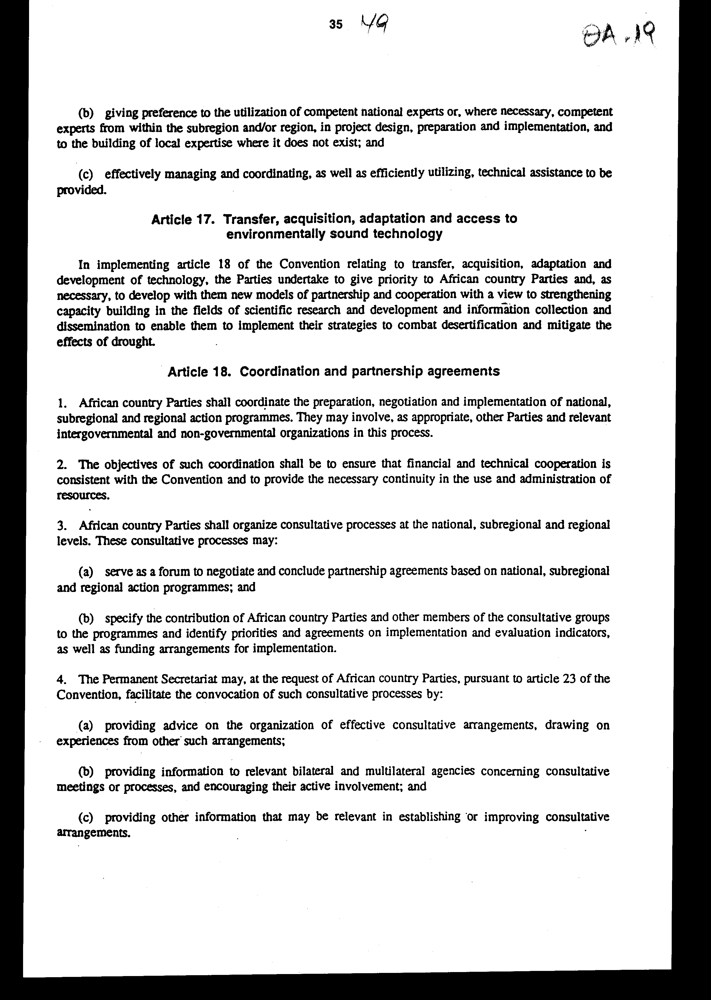 35 49
(b) giving preference to the utilization of competent national experts or, where necessary, competent
experts from within the subregion and/or region, in project design, preparation and implementation, and
to the building of local expertise where it does not exist; and
(c) effectively managing and coordinating, as well as efficiently utilizing, technical assistance to be
provided.
Article 17. Transfer, acquisition, adaptation and access to
environmentally sound technology
In implementing article 18 of the Convention relating to transfer, acquisition, adaptation and
development of technology, the Parties undertake to give priority to African country Parties and, as
necessary, to develop with them new models of partnership and cooperation with a view to strengthening
capacity building in the fields of scientific research and development and information collection and
dissemination to enable them to implement their strategies to combat desertification and mitigate the
effects of drought.
Article 18. Coordination and partnership agreements
1. African country Parties shall coordinate the preparation, negotiation and implementation of national,
subregional and regional action programmes. They may involve, as appropriate, other Parties and relevant
intergovernmental and non-governmental organizations in this process.
2. The objectives of such coordination shall be to ensure that financial and technical cooperation is
consistent with the Convention and to provide the necessary continuity in the use and administration of
resources.
3. African country Parties shall organize consultative processes at the national, subregional and regional
levels. These consultative processes may:
(a) serve as a forum to negotiate and conclude partnership agreements based on national, subregional
and regional action programmes; and
(b) specify the contribution of African country Parties and other members of the consultative groups
to the programmes and identify priorities and agreements on implementation and evaluation indicators,
as well as funding arrangements for implementation.
4. The Permanent Secretariat may, at the request of African country Parties, pursuant to article 23 of the
Convention, facilitate the convocation of such consultative processes by:
(a) providing advice on the organization of effective consultative arrangements, drawing on
experiences from other such arrangements;
(b) providing information to relevant bilateral and multilateral agencies concerning consultative
meetings or processes, and encouraging their active involvement; and
(c) providing other information that may be relevant in establishing or improving consultative
arrangements.